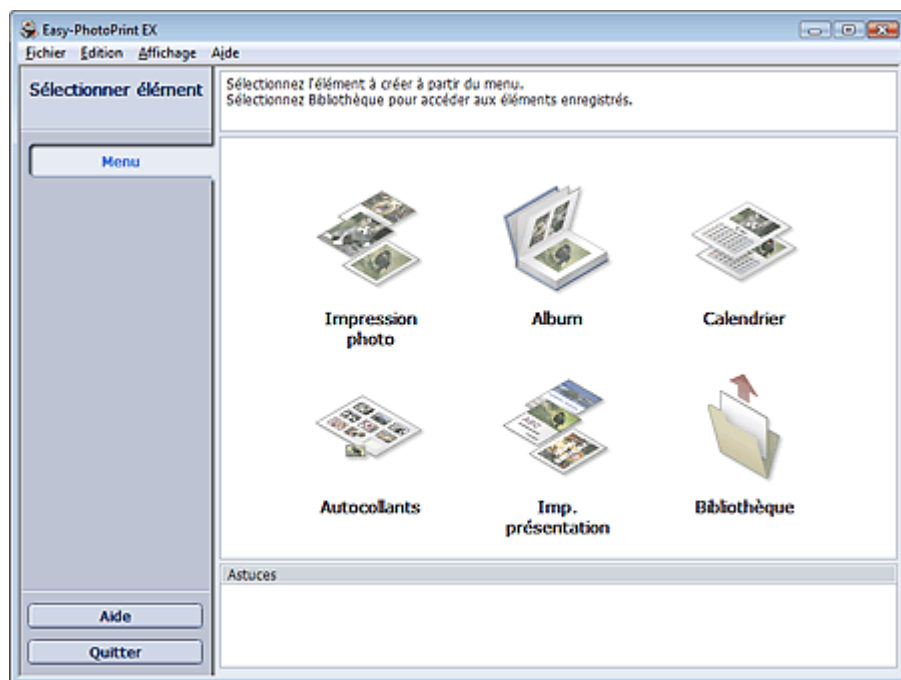 Easy-PhotoPrint EX
Fichier Édition Affichage Aide
Sélectionner élément
Sélectionnez l'élément à créer à partir du menu.
Sélectionnez Bibliothèque pour accéder aux éléments enregistrés.
Menu
Impression
photo
Album
Calendrier
Autocollants
Imp.
présentation
Bibliothèque
Astuces
Aide
Quitter